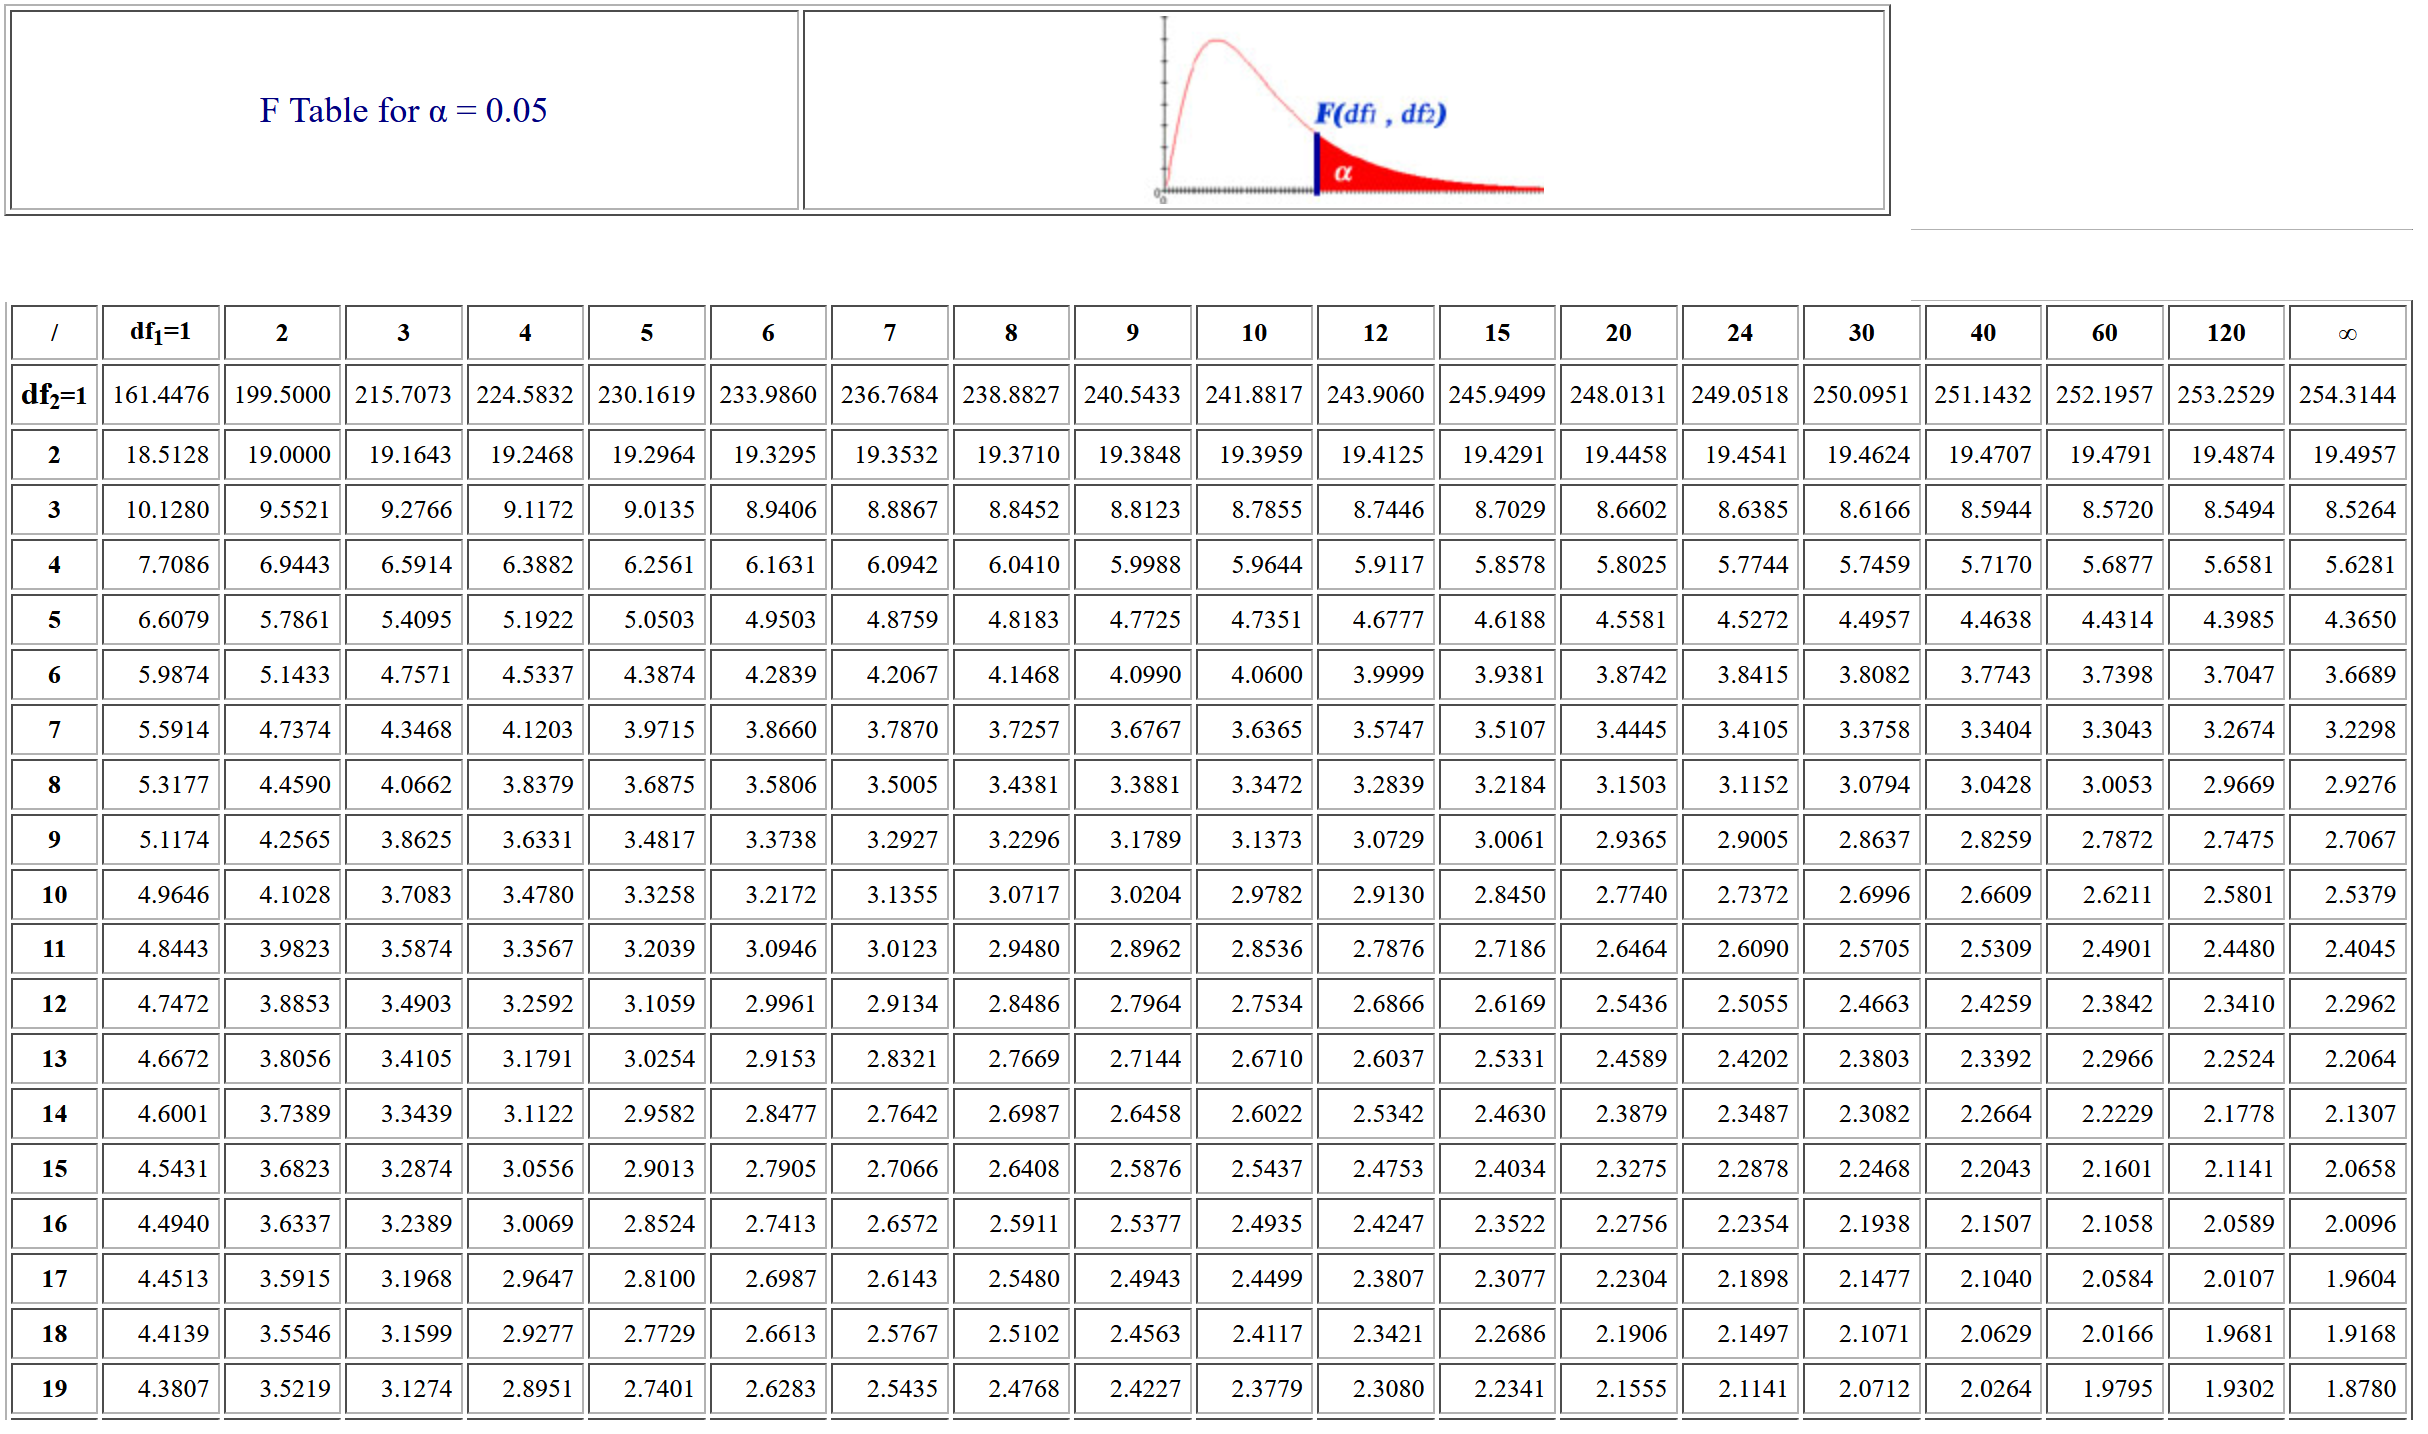 F Table for α = 0.05
F(df1 , df2)
α
0
0
/ df1=1 2 3 4 5 6 7 8 9 10 12 15 20 24 30 40 60 120 ∞
df2=1 161.4476 199.5000 215.7073 224.5832 230.1619 233.9860 236.7684 238.8827 240.5433 241.8817 243.9060 245.9499 248.0131 249.0518 250.0951 251.1432 252.1957 253.2529 254.3144
2 18.5128 19.0000 19.1643 19.2468 19.2964 19.3295 19.3532 19.3710 19.3848 19.3959 19.4125 19.4291 19.4458 19.4541 19.4624 19.4707 19.4791 19.4874 19.4957
3 10.1280 9.5521 9.2766 9.1172 9.0135 8.9406 8.8867 8.8452 8.8123 8.7855 8.7446 8.7029 8.6602 8.6385 8.6166 8.5944 8.5720 8.5494 8.5264
4 7.7086 6.9443 6.5914 6.3882 6.2561 6.1631 6.0942 6.0410 5.9988 5.9644 5.9117 5.8578 5.8025 5.7744 5.7459 5.7170 5.6877 5.6581 5.6281
5 6.6079 5.7861 5.4095 5.1922 5.0503 4.9503 4.8759 4.8183 4.7725 4.7351 4.6777 4.6188 4.5581 4.5272 4.4957 4.4638 4.4314 4.3985 4.3650
6 5.9874 5.1433 4.7571 4.5337 4.3874 4.2839 4.2067 4.1468 4.0990 4.0600 3.9999 3.9381 3.8742 3.8415 3.8082 3.7743 3.7398 3.7047 3.6689
7 5.5914 4.7374 4.3468 4.1203 3.9715 3.8660 3.7870 3.7257 3.6767 3.6365 3.5747 3.5107 3.4445 3.4105 3.3758 3.3404 3.3043 3.2674 3.2298
8 5.3177 4.4590 4.0662 3.8379 3.6875 3.5806 3.5005 3.4381 3.3881 3.3472 3.2839 3.2184 3.1503 3.1152 3.0794 3.0428 3.0053 2.9669 2.9276
9 5.1174 4.2565 3.8625 3.6331 3.4817 3.3738 3.2927 3.2296 3.1789 3.1373 3.0729 3.0061 2.9365 2.9005 2.8637 2.8259 2.7872 2.7475 2.7067
10 4.9646 4.1028 3.7083 3.4780 3.3258 3.2172 3.1355 3.0717 3.0204 2.9782 2.9130 2.8450 2.7740 2.7372 2.6996 2.6609 2.6211 2.5801 2.5379
11 4.8443 3.9823 3.5874 3.3567 3.2039 3.0946 3.0123 2.9480 2.8962 2.8536 2.7876 2.7186 2.6464 2.6090 2.5705 2.5309 2.4901 2.4480 2.4045
12 4.7472 3.8853 3.4903 3.2592 3.1059 2.9961 2.9134 2.8486 2.7964 2.7534 2.6866 2.6169 2.5436 2.5055 2.4663 2.4259 2.3842 2.3410 2.2962
13 4.6672 3.8056 3.4105 3.1791 3.0254 2.9153 2.8321 2.7669 2.7144 2.6710 2.6037 2.5331 2.4589 2.4202 2.3803 2.3392 2.2966 2.2524 2.2064
14 4.6001 3.7389 3.3439 3.1122 2.9582 2.8477 2.7642 2.6987 2.6458 2.6022 2.5342 2.4630 2.3879 2.3487 2.3082 2.2664 2.2229 2.1778 2.1307
15 4.5431 3.6823 3.2874 3.0556 2.9013 2.7905 2.7066 2.6408 2.5876 2.5437 2.4753 2.4034 2.3275 2.2878 2.2468 2.2043 2.1601 2.1141 2.0658
16 4.4940 3.6337 3.2389 3.0069 2.8524 2.7413 2.6572 2.5911 2.5377 2.4935 2.4247 2.3522 2.2756 2.2354 2.1938 2.1507 2.1058 2.0589 2.0096
17 4.4513 3.5915 3.1968 2.9647 2.8100 2.6987 2.6143 2.5480 2.4943 2.4499 2.3807 2.3077 2.2304 2.1898 2.1477 2.1040 2.0584 2.0107 1.9604
18 4.4139 3.5546 3.1599 2.9277 2.7729 2.6613 2.5767 2.5102 2.4563 2.4117 2.3421 2.2686 2.1906 2.1497 2.1071 2.0629 2.0166 1.9681 1.9168
19 4.3807 3.5219 3.1274 2.8951 2.7401 2.6283 2.5435 2.4768 2.4227 2.3779 2.3080 2.2341 2.1555 2.1141 2.0712 2.0264 1.9795 1.9302 1.8780